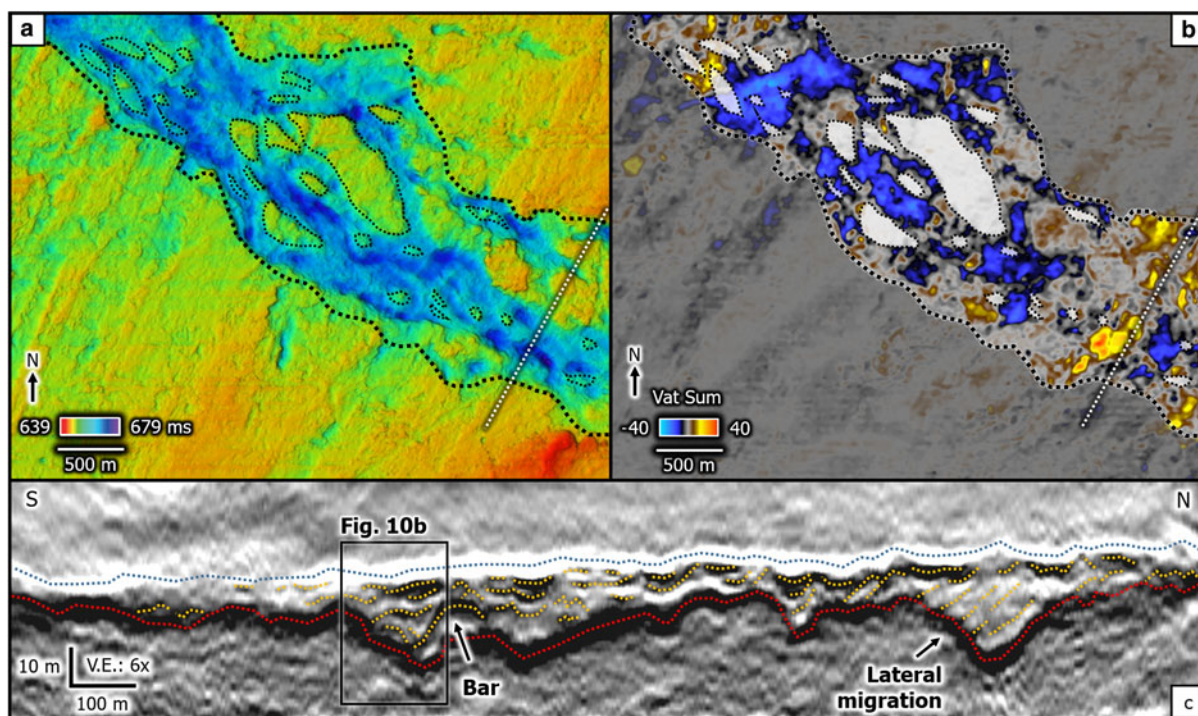 a
N
639 679 ms
500 m
b
N
Vat Sum
-40 40
500 m
S
N
Fig. 10b
10 m
V.E.: 6x
100 m
Bar
Lateral
migration
c